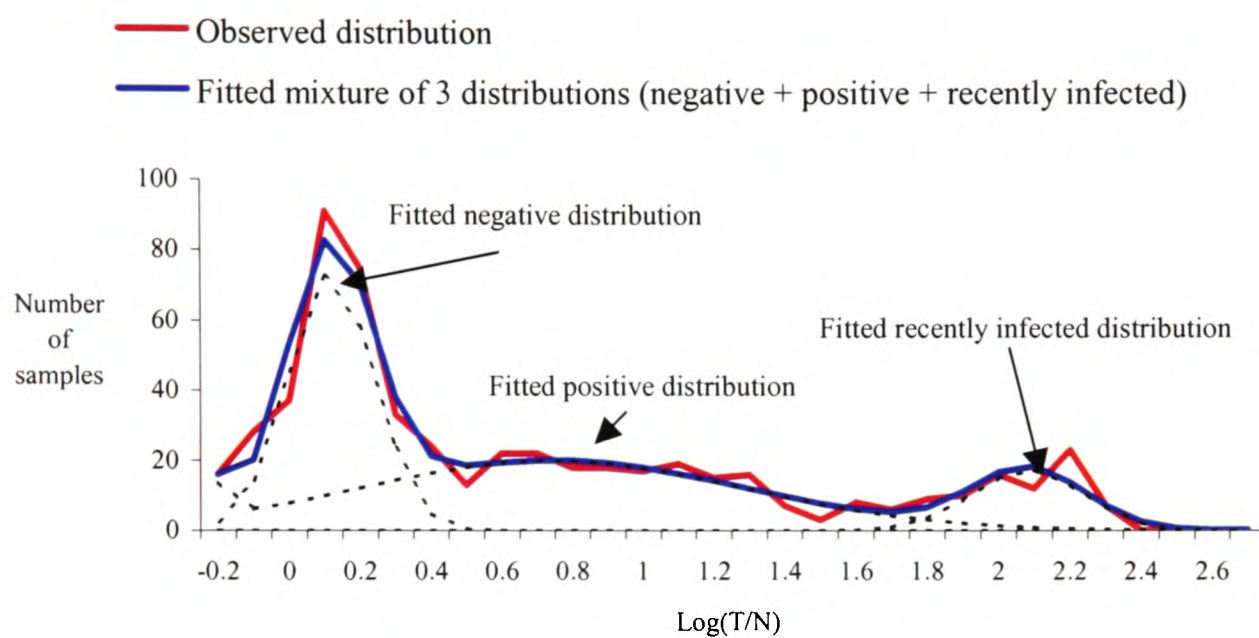 Observed distribution
Fitted mixture of 3 distributions (negative + positive + recently infected)
100
80
60
40
20
0
Number
of
samples
Fitted negative distribution
Fitted positive distribution
Fitted recently infected distribution
-0.2 0 0.2 0.4 0.6 0.8 1 1.2 1.4 1.6 1.8 2 2.2 2.4 2.6
Log(T/N)